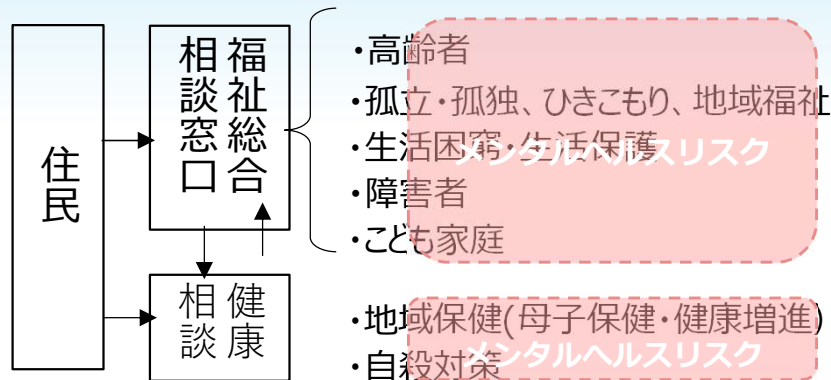 住民
福祉総合
相談窓口
・高齢者
・孤立・孤独、ひきこもり、地域福祉
・生活困窮・生活保護
・障害者
・こども家庭
メンタルヘルスリスク
健康
相談
・地域保健(母子保健・健康増進)
・自殺対策
メンタルヘルスリスク